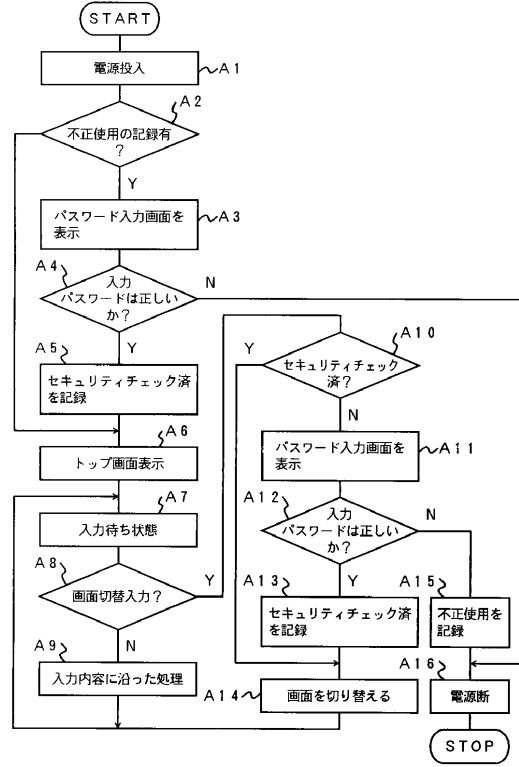 START
電源投入
A1
A2
不正使用の記録有
?
Y
パスワード入力画面を
表示
A3
A4
入力
パスワードは正しい
か?
N
Y
A5
セキュリティチェック済
を記録
A6
トップ画面表示
A7
入力待ち状態
A8
画面切替入力?
Y
N
A9
入力内容に沿った処理
A10
Y
セキュリティチェック
済?
N
パスワード入力画面を
表示
A11
A12
入力
パスワードは正しい
か?
N
Y
A13
セキュリティチェック済
を記録
A14
画面を切り替える
A15
不正使用を
記録
A16
電源断
STOP